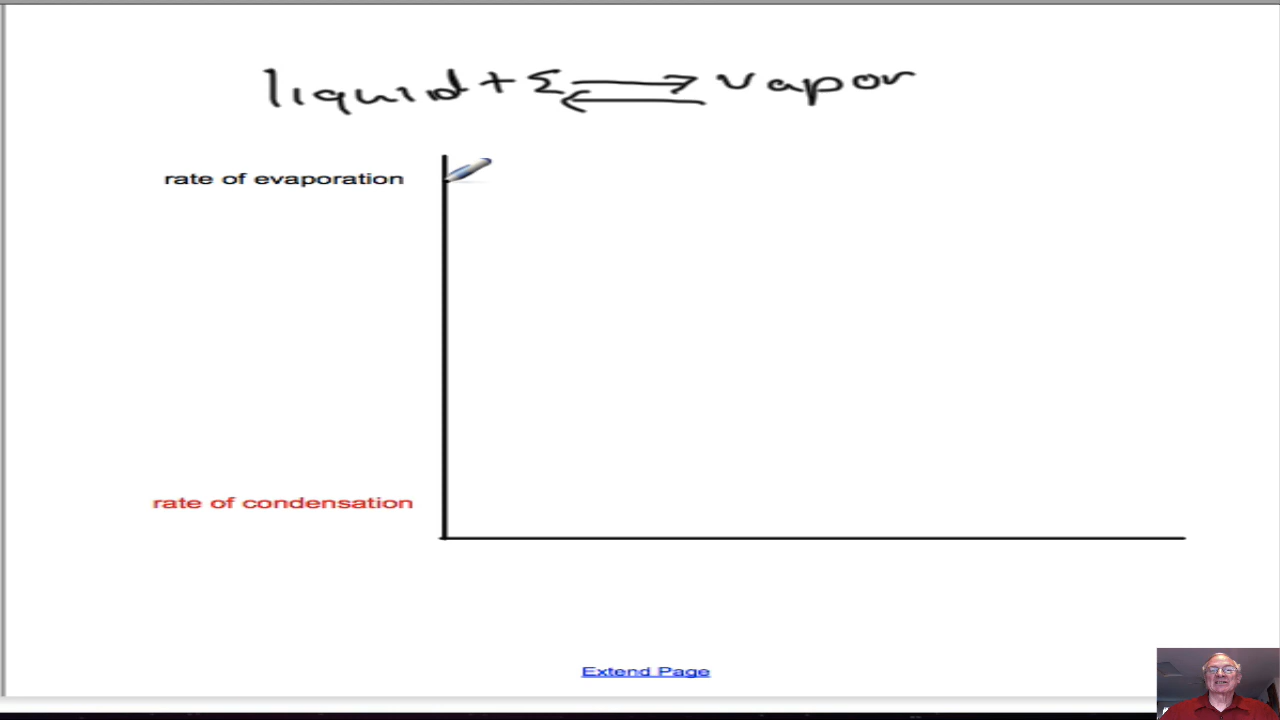 liquid + Σ ⇄ vapor
rate of evaporation
rate of condensation
Extend Page